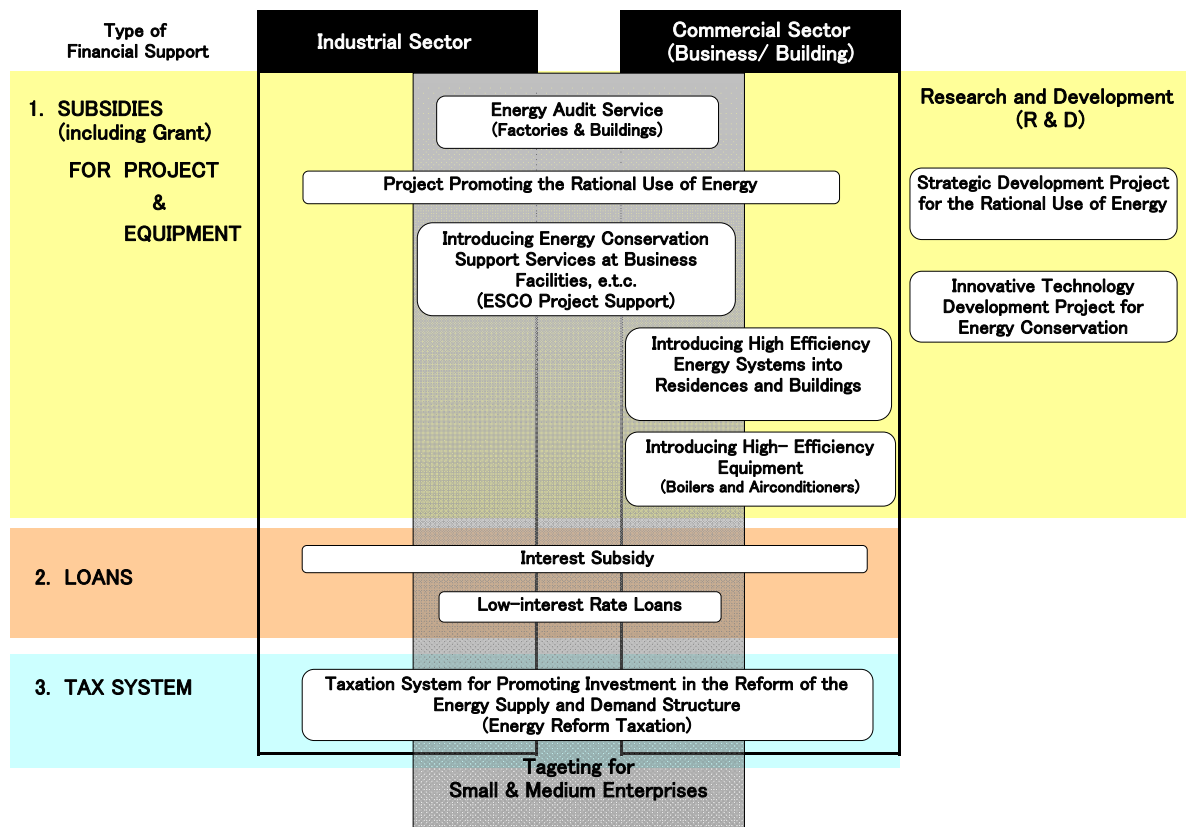 Type of
Financial Support
Industrial Sector
Commercial Sector
(Business/ Building)
1. SUBSIDIES
(including Grant)
FOR PROJECT
&
EQUIPMENT
Energy Audit Service
(Factories & Buildings)
Project Promoting the Rational Use of Energy
Introducing Energy Conservation
Support Services at Business
Facilities, e.t.c.
(ESCO Project Support)
Introducing High Efficiency
Energy Systems into
Residences and Buildings
Introducing High- Efficiency
Equipment
(Boilers and Airconditioners)
Research and Development
(R & D)
Strategic Development Project
for the Rational Use of Energy
Innovative Technology
Development Project for
Energy Conservation
2. LOANS
Interest Subsidy
Low-interest Rate Loans
3. TAX SYSTEM
Taxation System for Promoting Investment in the Reform of the
Energy Supply and Demand Structure
(Energy Reform Taxation)
Tageting for
Small & Medium Enterprises